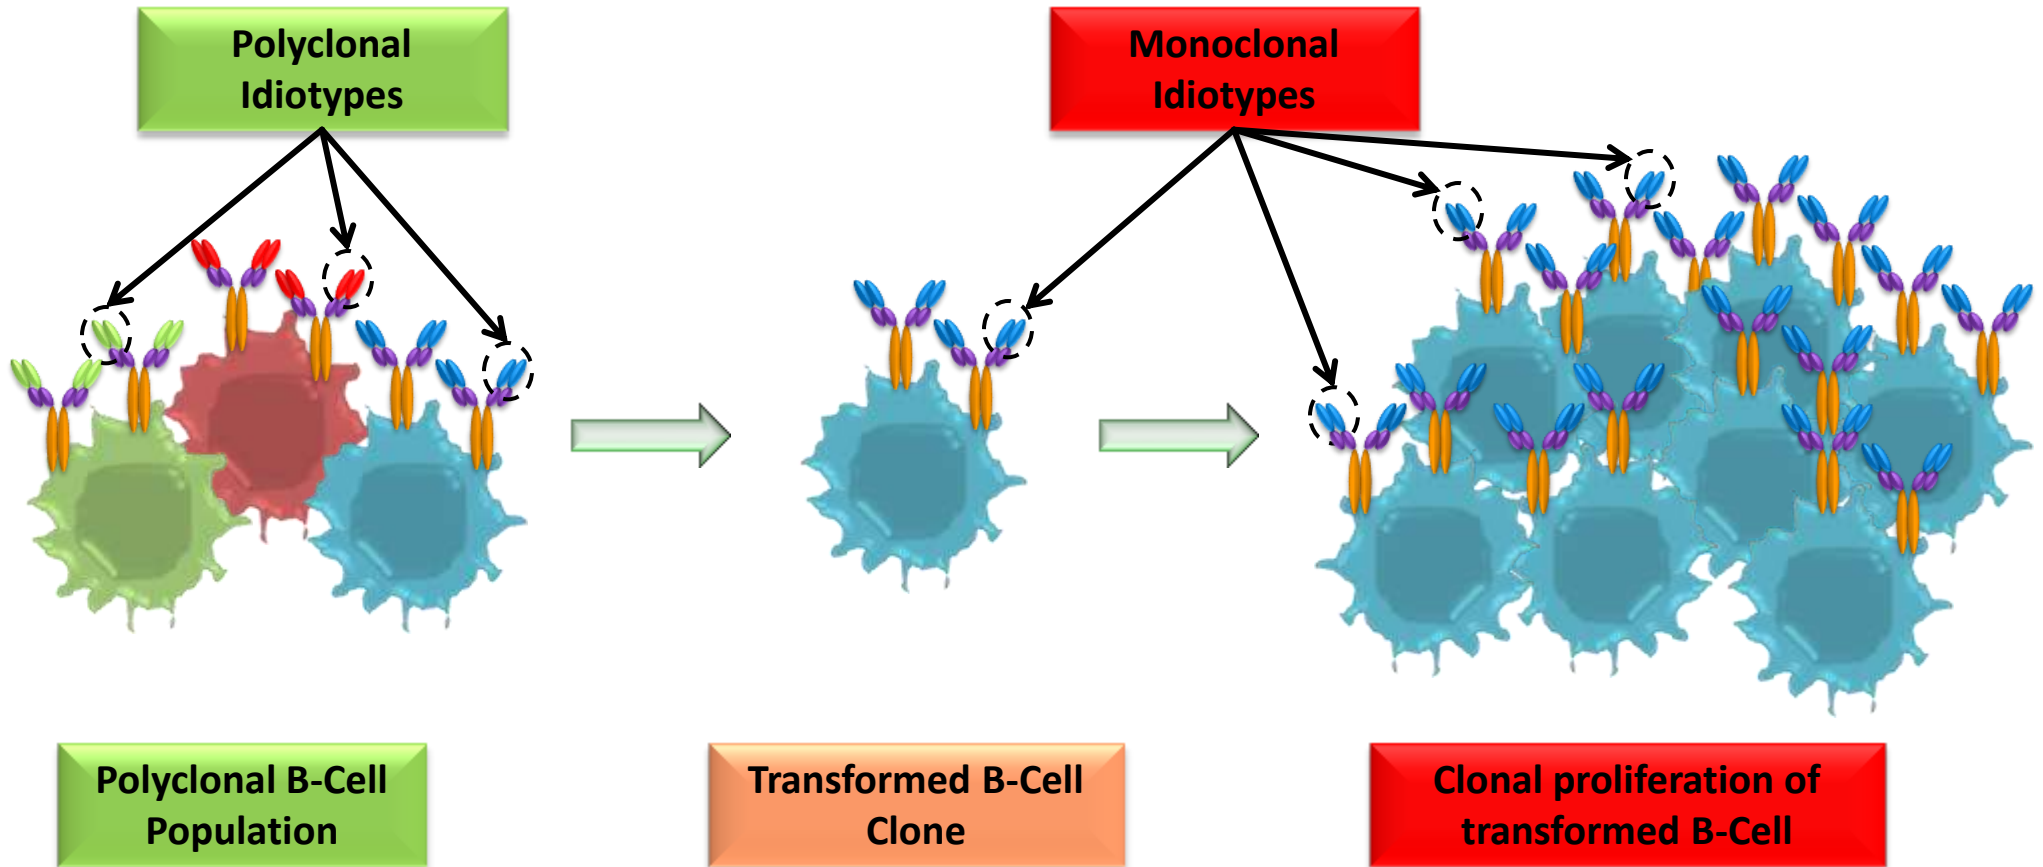 Polyclonal
Idiotypes
Monoclonal
Idiotypes
Polyclonal B-Cell
Population
Transformed B-Cell
Clone
Clonal proliferation of
transformed B-Cell